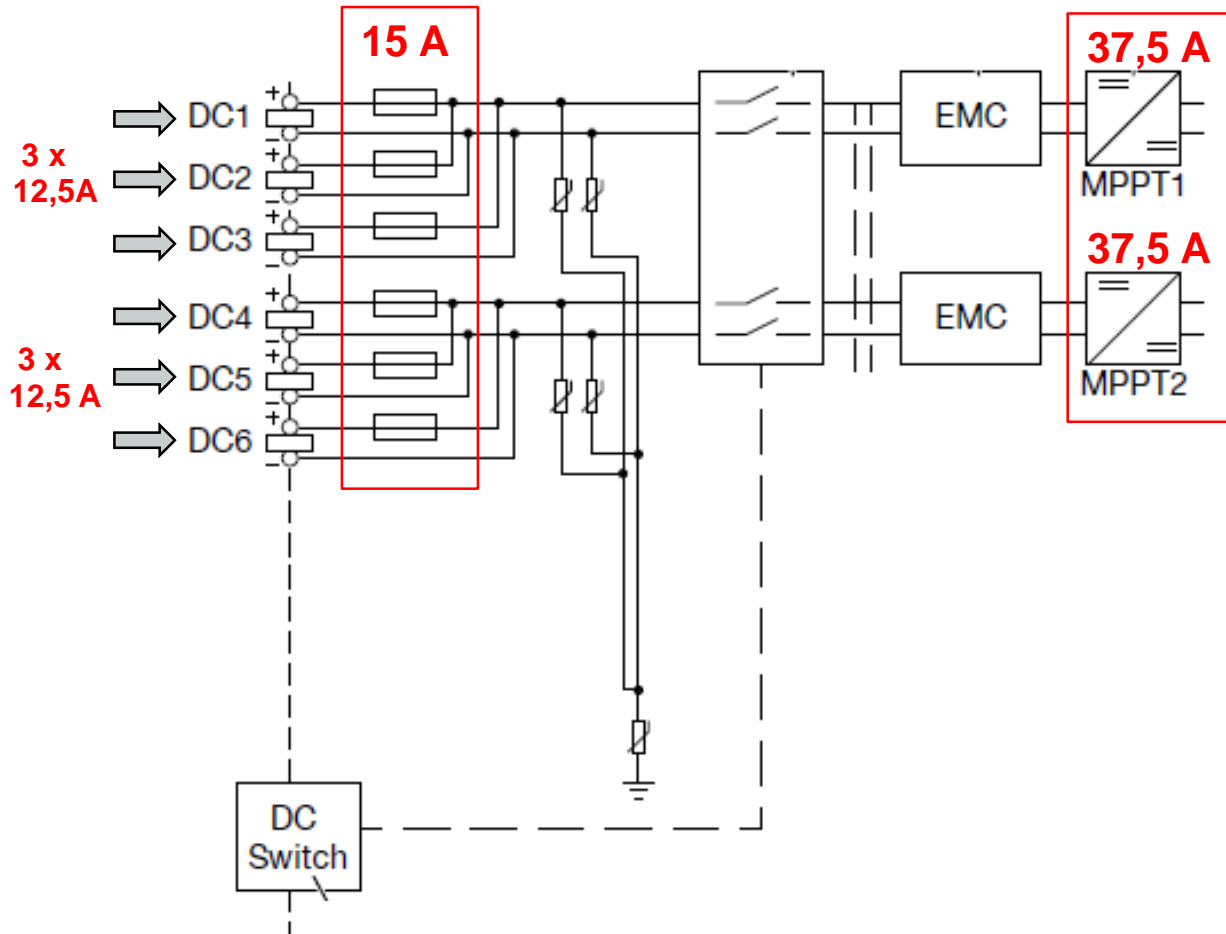 15 A
37,5 A
+
DC1
−
EMC
MPPT1
3 x
12,5A
+
DC2
−
+
DC3
−
37,5 A
+
DC4
−
EMC
MPPT2
3 x
12,5 A
+
DC5
−
+
DC6
−
DC
Switch